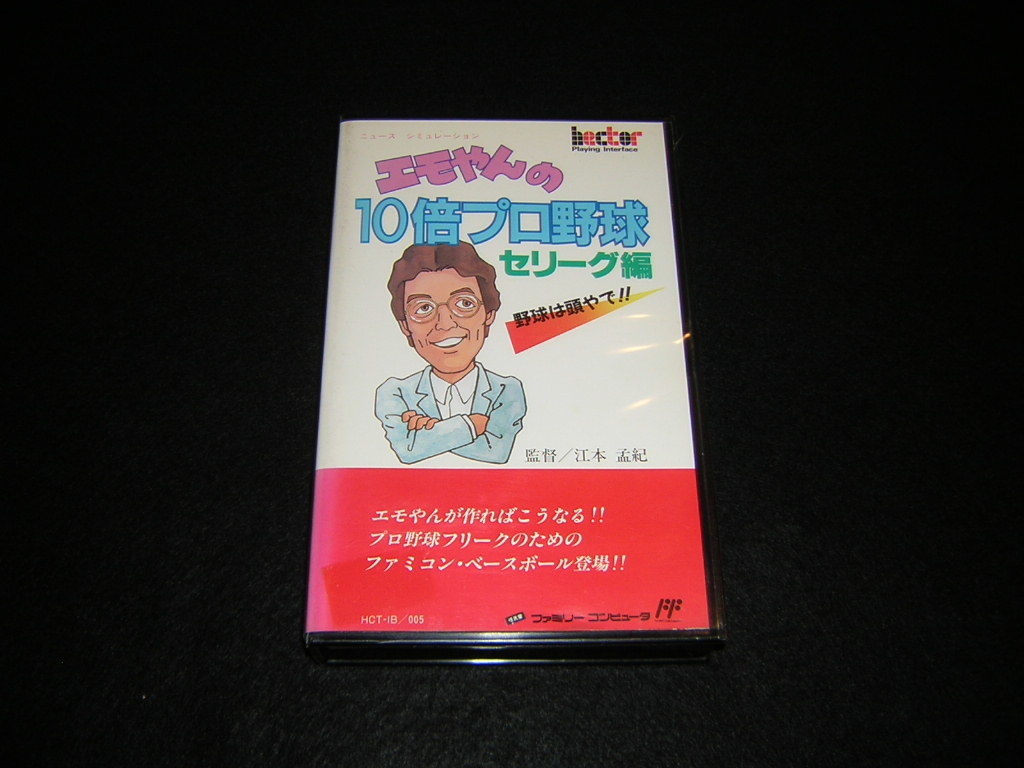 ニュース シミュレーション
hector
Playing Interface
エモやんの
10倍プロ野球
セリーグ編
野球は頭やで!!
監督／江本 孟紀
エモやんが作ればこうなる!!
プロ野球フリークのための
ファミコン・ベースボール登場!!
HCT-IB／005
ファミリーコンピュータ